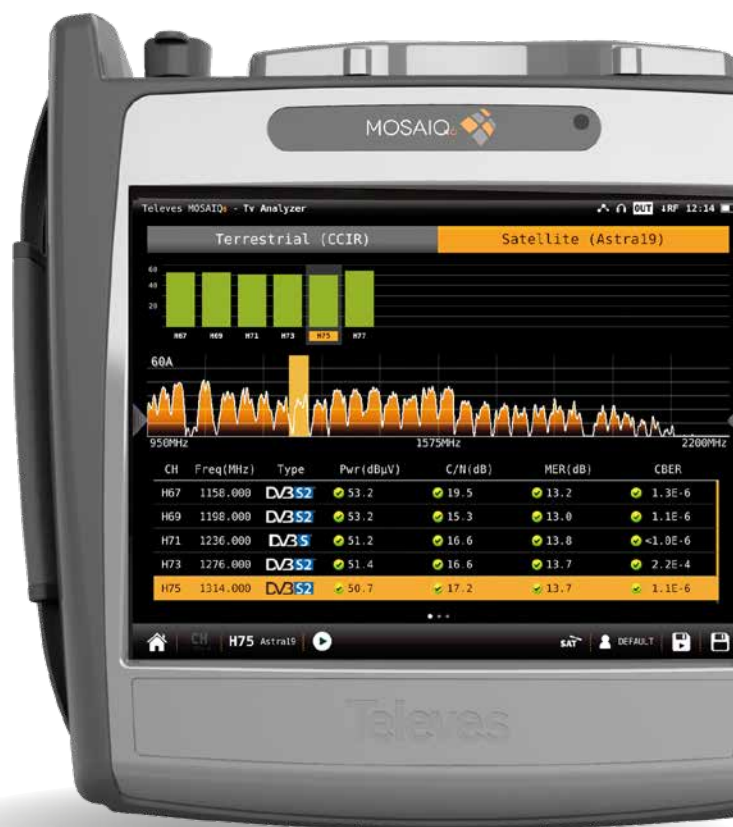 MOSAIQ6
Televes MOSAIQ6 - Tv Analyzer OUT ↓RF 12:14
Terrestrial (CCIR) Satellite (Astra19)
60
40
20
H67 H69 H71 H73 H75 H77
60A
950MHz 1575MHz 2200MHz
CH Freq(MHz) Type Pwr(dBµV) C/N(dB) MER(dB) CBER
H67 1158.000 DVB S2 53.2 19.5 13.2 1.3E-6
H69 1198.000 DVB S2 53.2 15.3 13.0 1.1E-6
H71 1236.000 DVB S 51.2 16.6 13.8 <1.0E-6
H73 1276.000 DVB S2 51.4 16.6 13.7 2.2E-4
H75 1314.000 DVB S2 50.7 17.2 13.7 1.1E-6
CH H75 Astra19 SAT DEFAULT
Televes